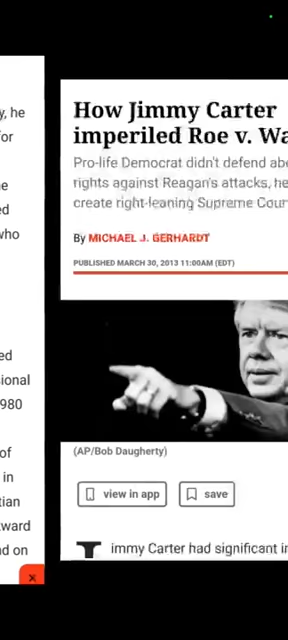 y, he
for
ed
who
ed
sional
980
of
in
tian
ward
d on
×
How Jimmy Carter
imperiled Roe v. Wa
Pro-life Democrat didn't defend abo
rights against Reagan's attacks, he
create right-leaning Supreme Cour
By MICHAEL J. GERHARDT
PUBLISHED MARCH 30, 2013 11:00AM (EDT)
(AP/Bob Daugherty)
view in app
save
immy Carter had significant in